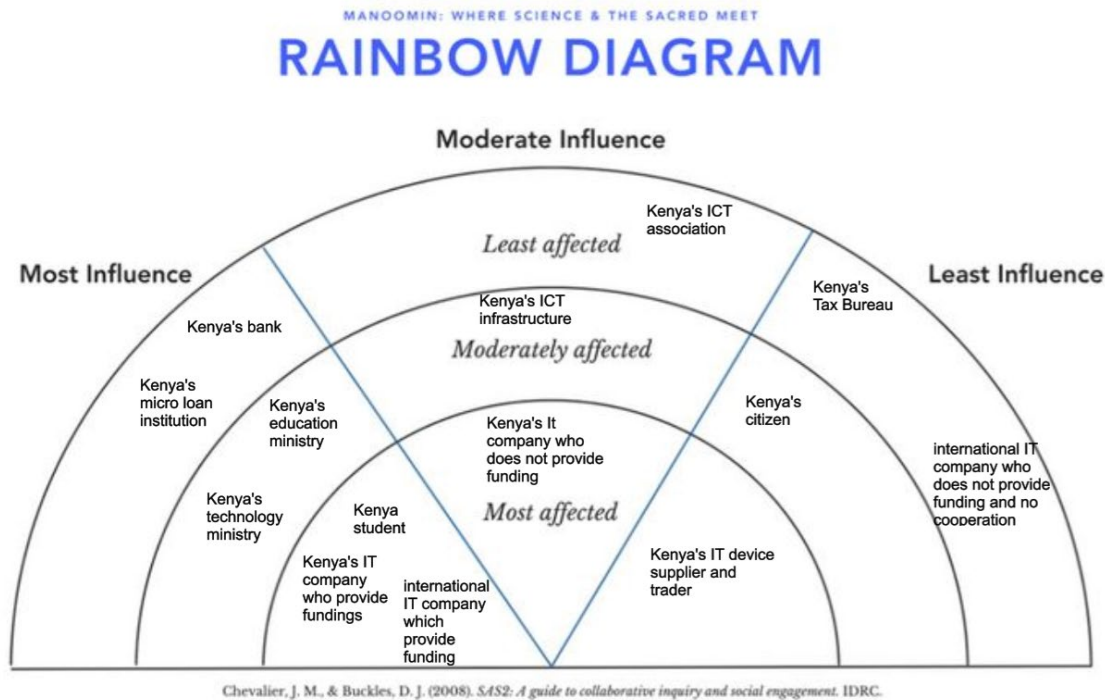 MANOOMIN: WHERE SCIENCE & THE SACRED MEET
RAINBOW DIAGRAM
Moderate Influence
Kenya's ICT
association
Least affected
Most Influence
Least Influence
Kenya's
Tax Bureau
Kenya's ICT
infrastructure
Kenya's bank
Moderately affected
Kenya's
micro loan
institution
Kenya's
education
ministry
Kenya's
citizen
Kenya's It
company who
does not provide
funding
international IT
company who
does not provide
funding and no
cooperation
Kenya's
technology
ministry
Kenya
student
Most affected
Kenya's IT
company
who provide
fundings
international
IT company
which
provide
funding
Kenya's IT device
supplier and
trader
Chevalier, J. M., & Buckles, D. J. (2008). SAS2: A guide to collaborative inquiry and social engagement. IDRC.